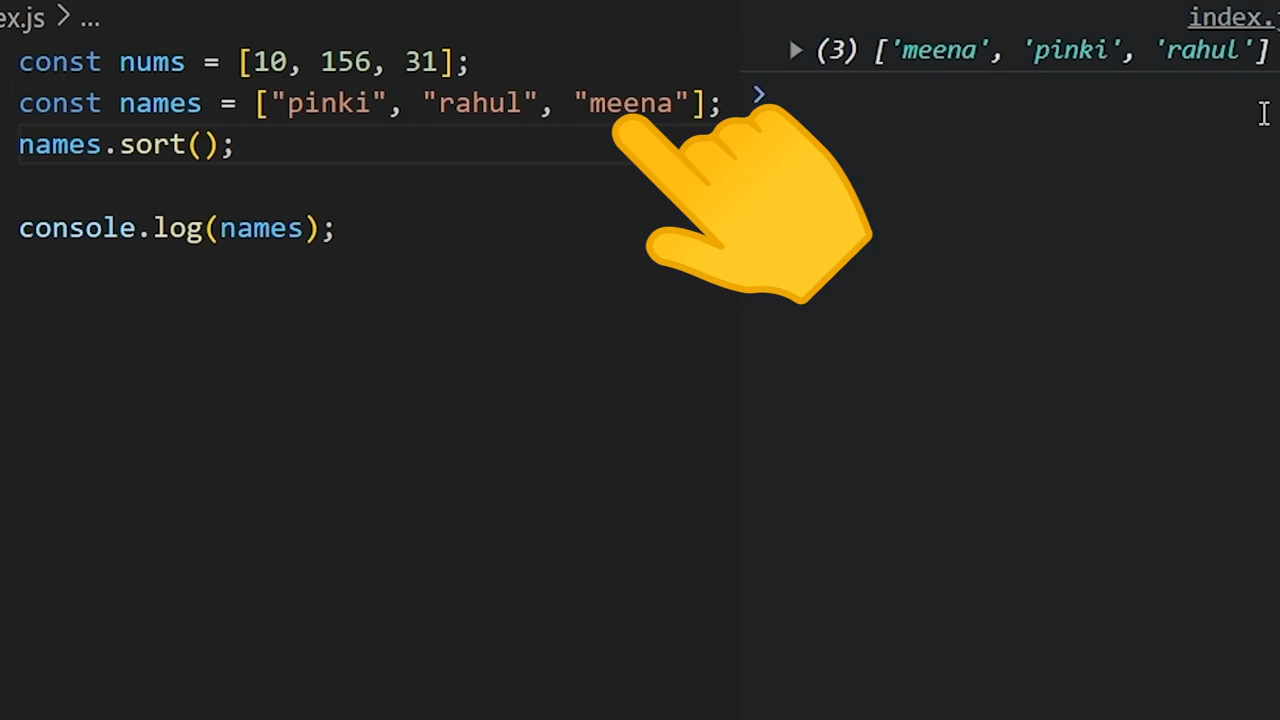 ex.js > ...
const nums = [10, 156, 31];
const names = ["pinki", "rahul", "meena"];
names.sort();
console.log(names);
index.
(3) ['meena', 'pinki', 'rahul']
>